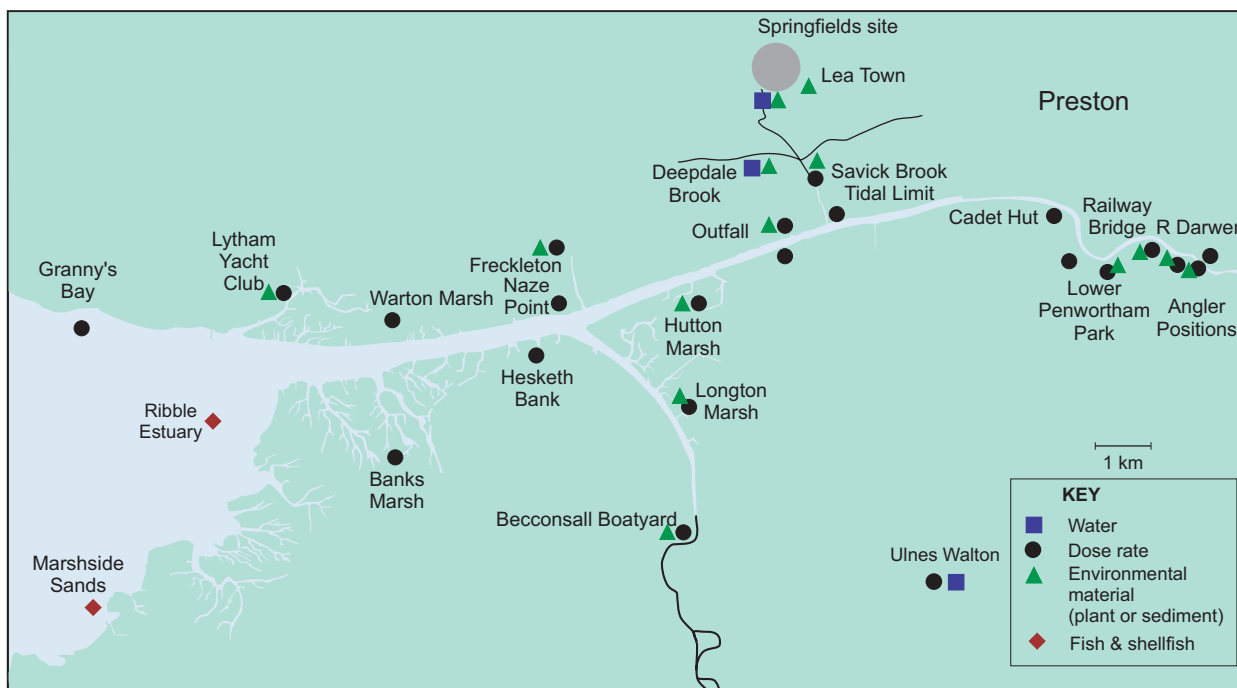 Springfields site
Lea Town
Preston
Deepdale
Brook
Savick Brook
Tidal Limit
Cadet Hut
Railway
Bridge
R Darwen
Outfall
Lytham
Yacht
Club
Granny's
Bay
Warton Marsh
Freckleton
Naze
Point
Lower
Penwortham
Park
Angler
Positions
Hutton
Marsh
Hesketh
Bank
Longton
Marsh
Ribble
Estuary
Banks
Marsh
1 km
Becconsall Boatyard
Ulnes Walton
Marshside
Sands
KEY
Water
Dose rate
Environmental
material
(plant or sediment)
Fish & shellfish